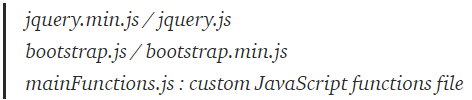 jquery.min.js / jquery.js
bootstrap.js / bootstrap.min.js
mainFunctions.js : custom JavaScript functions file